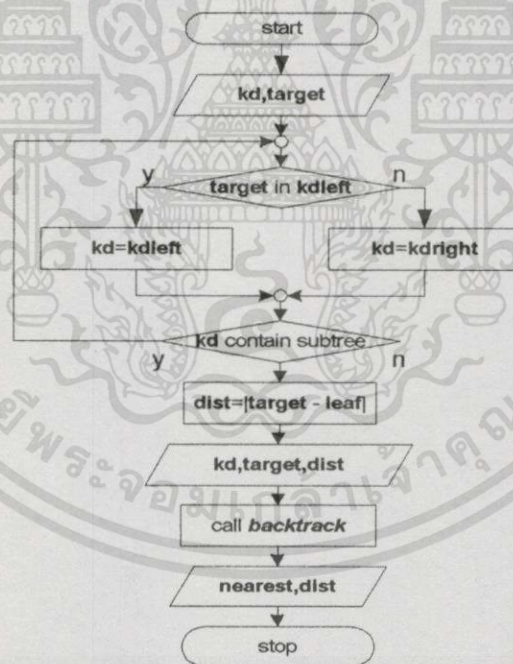 start
kd,target
target in kdleft
y
n
kd=kdleft
kd=kdright
kd contain subtree
y
n
dist=|target - leaf|
kd,target,dist
call backtrack
nearest,dist
stop